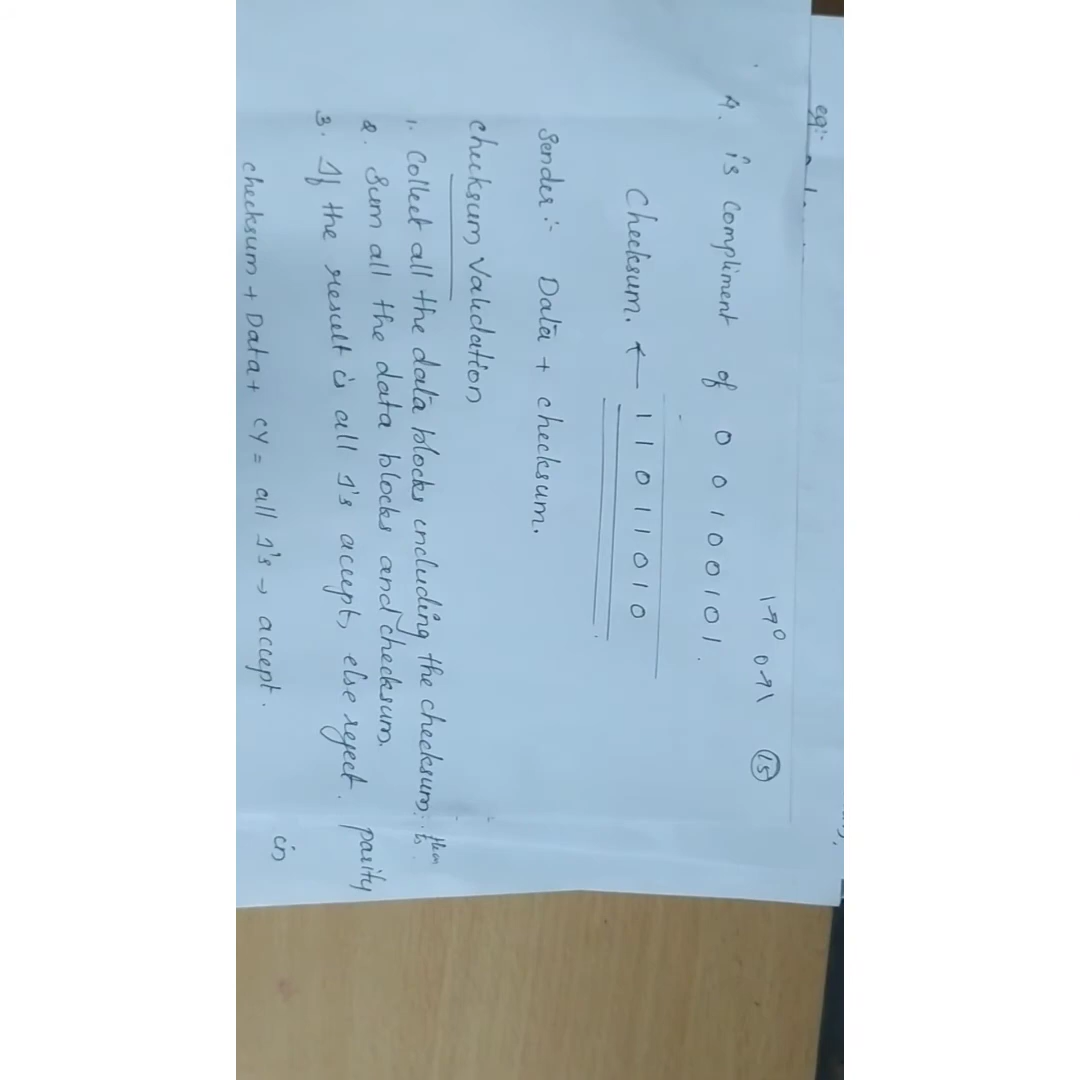 eg:-
1→0 0→1 15
4. is compliment of 0 0 1 0 0 1 0 1.
Checksum. ← 1 1 0 1 1 0 1 0
Sender:- Data + checksum.
Checksum Validation
1. Collect all the data blocks including the checksum.
2. Sum all the data blocks and checksum.
3. If the result is all 1's accept, else reject. parity
checksum + Data + CY = all 1's → accept.